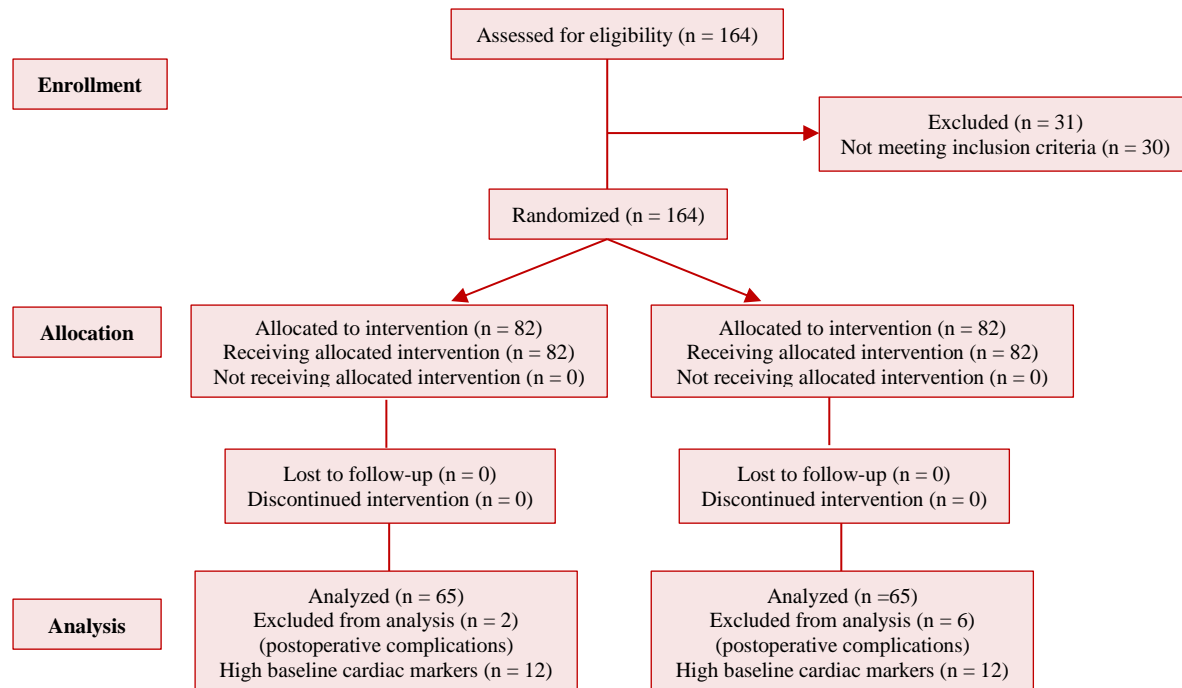 Assessed for eligibility (n = 164)
Enrollment
Excluded (n = 31)
Not meeting inclusion criteria (n = 30)
Randomized (n = 164)
Allocation
Allocated to intervention (n = 82)
Receiving allocated intervention (n = 82)
Not receiving allocated intervention (n = 0)
Allocated to intervention (n = 82)
Receiving allocated intervention (n = 82)
Not receiving allocated intervention (n = 0)
Lost to follow-up (n = 0)
Discontinued intervention (n = 0)
Lost to follow-up (n = 0)
Discontinued intervention (n = 0)
Analysis
Analyzed (n = 65)
Excluded from analysis (n = 2)
(postoperative complications)
High baseline cardiac markers (n = 12)
Analyzed (n =65)
Excluded from analysis (n = 6)
(postoperative complications)
High baseline cardiac markers (n = 12)